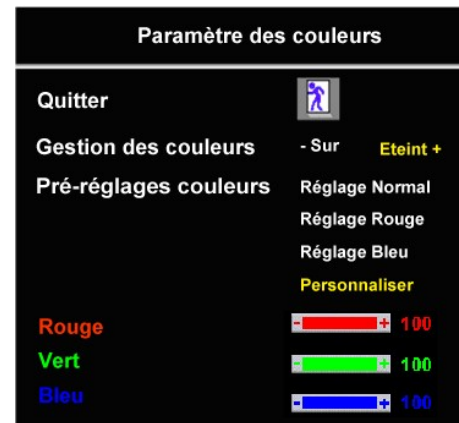 Paramètre des couleurs
Quitter
Gestion des couleurs - Sur Eteint +
Pré-réglages couleurs Réglage Normal
Réglage Rouge
Réglage Bleu
Personnaliser
Rouge - + 100
Vert - + 100
Bleu - + 100